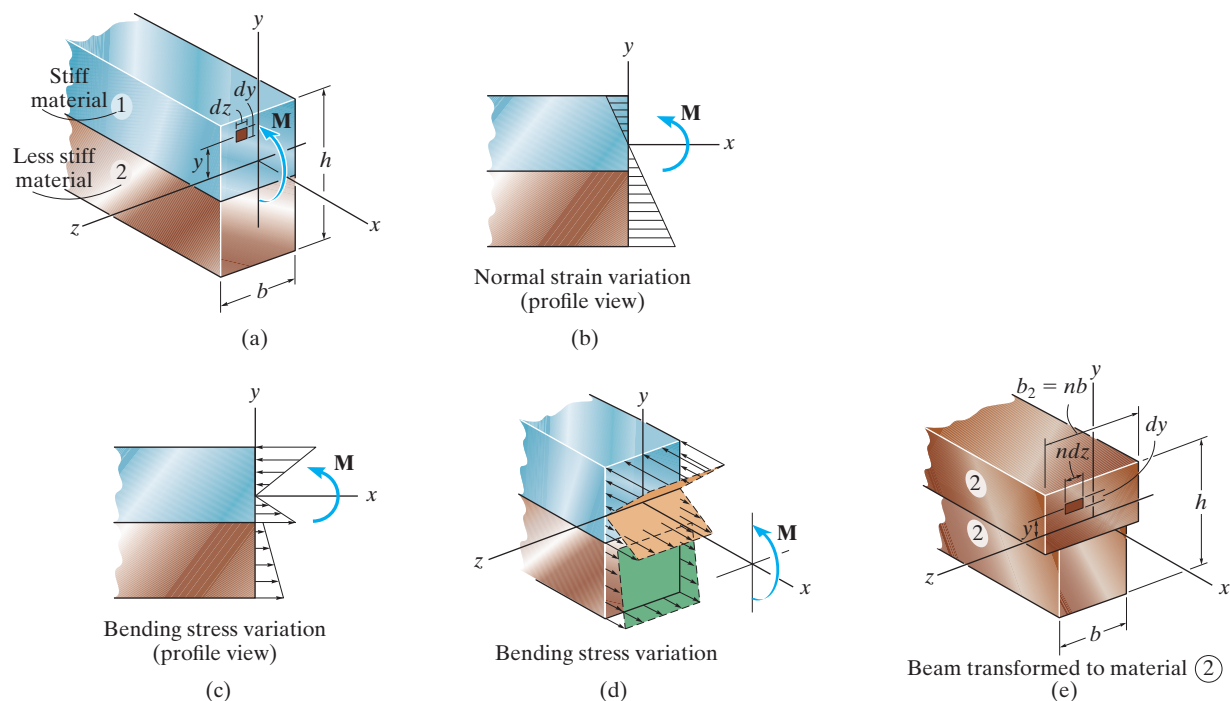 y
Stiff
material 1
dy
dz
M
Less stiff
material
2
y
h
z
x
b
(a)
y
M
x
Normal strain variation
(profile view)
(b)
y
M
x
Bending stress variation
(profile view)
(c)
y
M
z
x
Bending stress variation
(d)
y
b₂ = nb
dy
ndz
2
h
y
2
z
x
b
Beam transformed to material ②
(e)